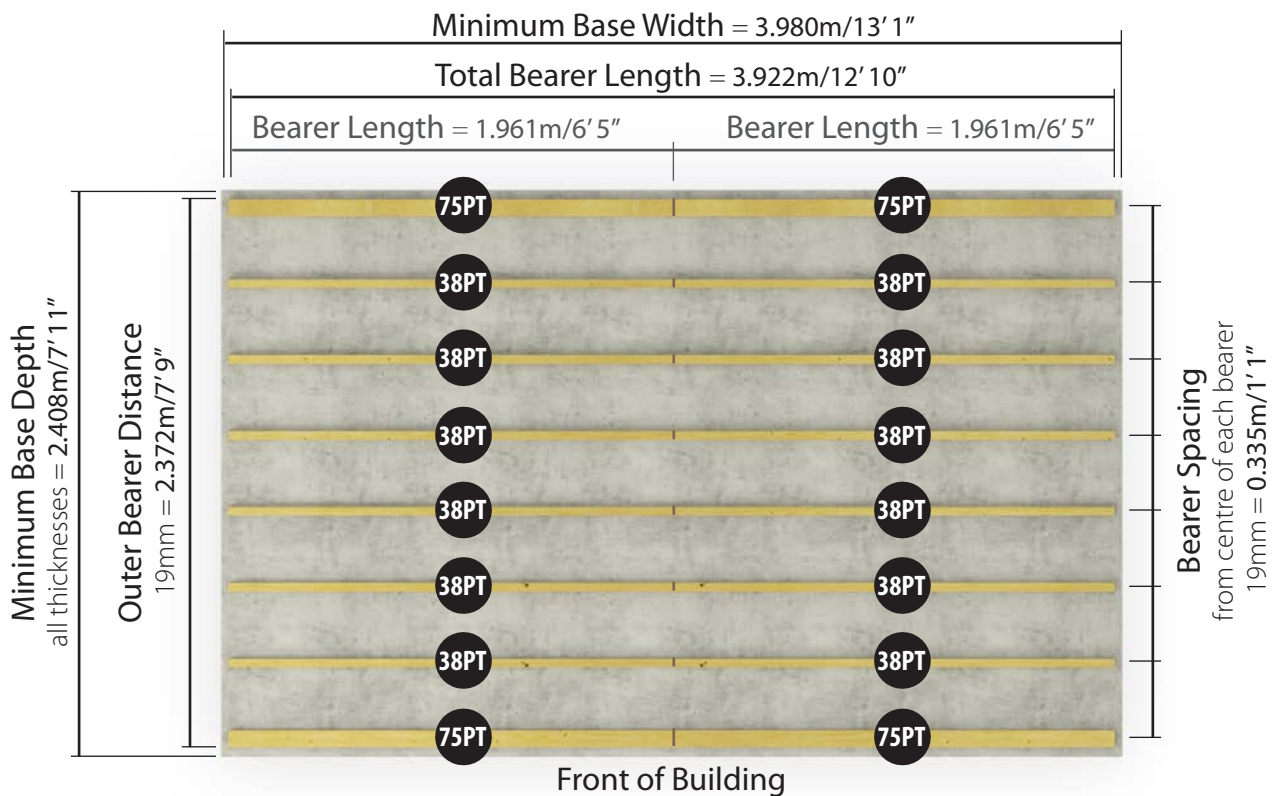 Minimum Base Width = 3.980m/13’ 1”
Total Bearer Length = 3.922m/12’ 10”
Bearer Length = 1.961m/6’ 5”
Bearer Length = 1.961m/6’ 5”
Minimum Base Depth
all thicknesses = 2.408m/7’ 11”
Outer Bearer Distance
19mm = 2.372m/7’ 9”
75PT
75PT
38PT
38PT
38PT
38PT
38PT
38PT
38PT
38PT
38PT
38PT
38PT
38PT
75PT
75PT
Bearer Spacing
from centre of each bearer
19mm = 0.335m/1’ 1”
Front of Building